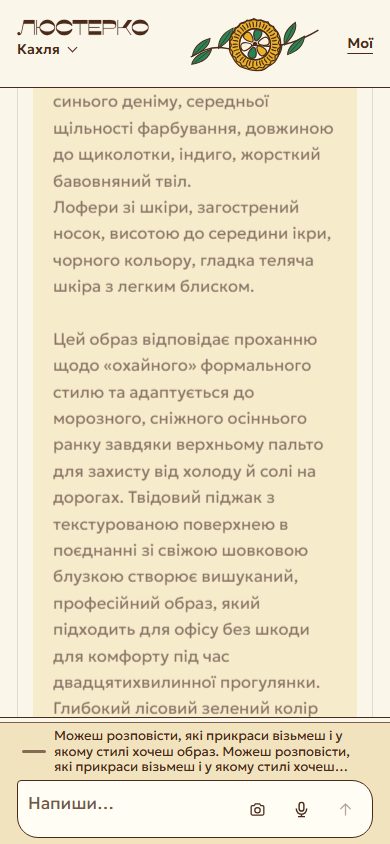 ЛЮСТЕРКО
Кахля
Мої
синього деніму, середньої
щільності фарбування, довжиною
до щиколотки, індиго, жорсткий
бавовняний твіл.
Лофери зі шкіри, загострений
носок, висотою до середини ікри,
чорного кольору, гладка теляча
шкіра з легким блиском.
Цей образ відповідає проханню
щодо «охайного» формального
стилю та адаптується до
морозного, сніжного осіннього
ранку завдяки верхньому пальто
для захисту від холоду й солі на
дорогах. Твідовий піджак з
текстурованою поверхнею в
поєднанні зі свіжою шовковою
блузкою створює вишуканий,
професійний образ, який
підходить для офісу без шкоди
для комфорту під час
двадцятихвилинної прогулянки.
Глибокий лісовий зелений колір
Можеш розповісти, які прикраси візьмеш і у
якому стилі хочеш образ. Можеш розповісти,
які прикраси візьмеш і у якому стилі хочеш...
Напиши...